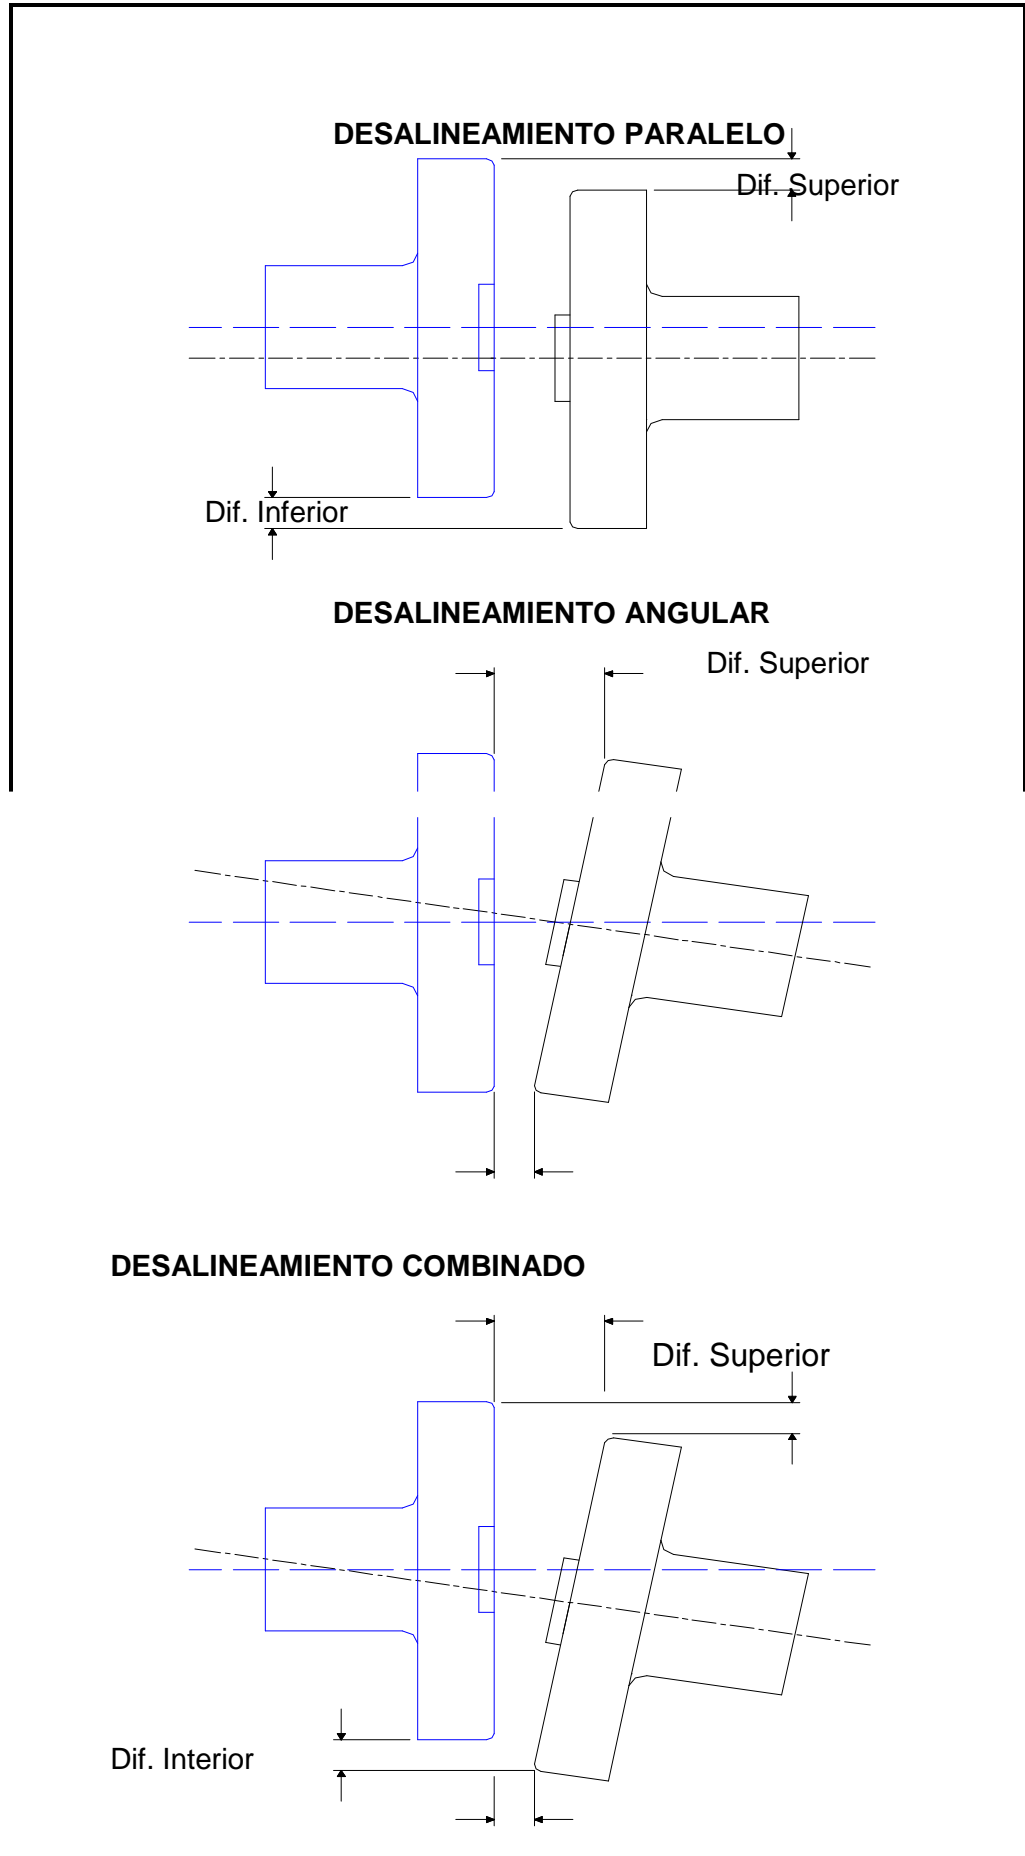 DESALINEAMIENTO PARALELO
Dif. Superior
Dif. Inferior
DESALINEAMIENTO ANGULAR
Dif. Superior
DESALINEAMIENTO COMBINADO
Dif. Superior
Dif. Interior